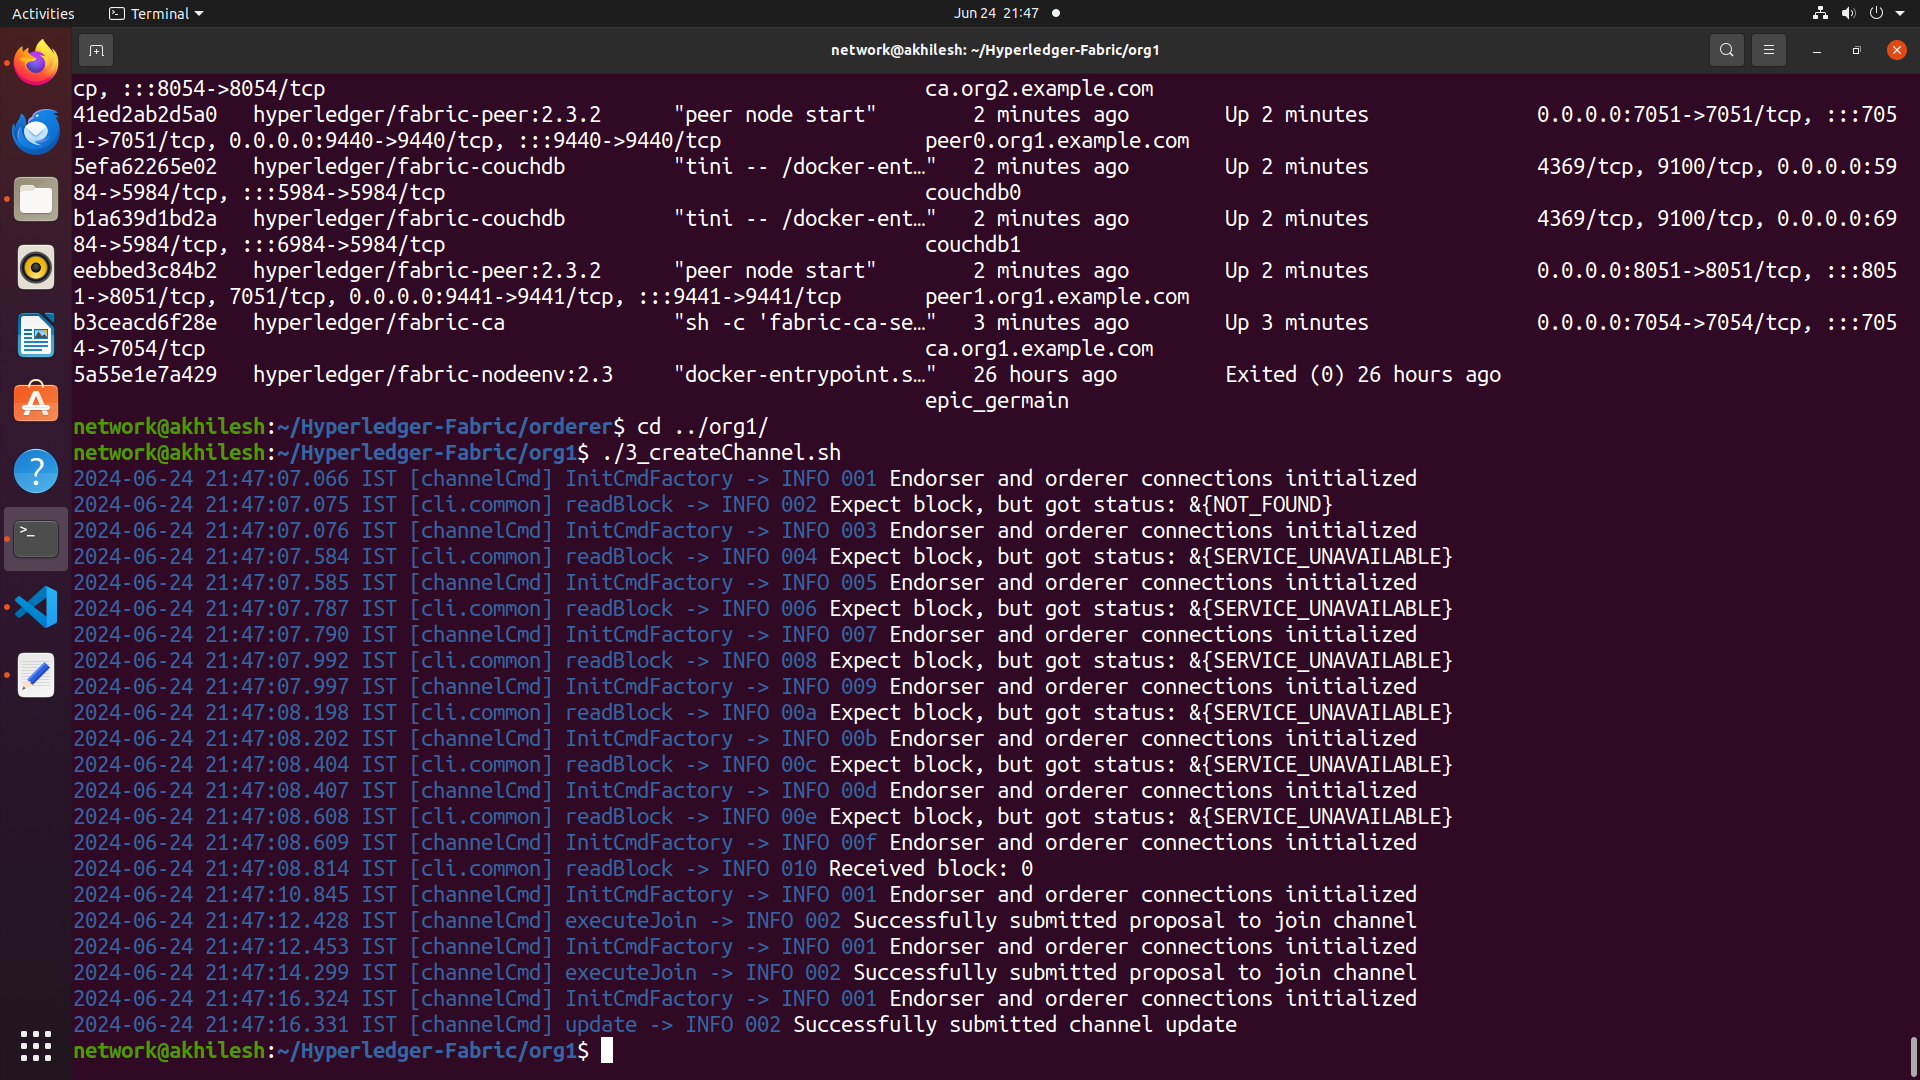 Activities Terminal Jun 24 21:47
network@akhilesh: ~/Hyperledger-Fabric/org1
cp, :::8054->8054/tcp ca.org2.example.com
41ed2ab2d5a0 hyperledger/fabric-peer:2.3.2 "peer node start" 2 minutes ago Up 2 minutes 0.0.0.0:7051->7051/tcp, :::705
1->7051/tcp, 0.0.0.0:9440->9440/tcp, :::9440->9440/tcp peer0.org1.example.com
5efa62265e02 hyperledger/fabric-couchdb "tini -- /docker-ent…" 2 minutes ago Up 2 minutes 4369/tcp, 9100/tcp, 0.0.0.0:59
84->5984/tcp, :::5984->5984/tcp couchdb0
b1a639d1bd2a hyperledger/fabric-couchdb "tini -- /docker-ent…" 2 minutes ago Up 2 minutes 4369/tcp, 9100/tcp, 0.0.0.0:69
84->5984/tcp, :::6984->5984/tcp couchdb1
eebbed3c84b2 hyperledger/fabric-peer:2.3.2 "peer node start" 2 minutes ago Up 2 minutes 0.0.0.0:8051->8051/tcp, :::805
1->8051/tcp, 7051/tcp, 0.0.0.0:9441->9441/tcp, :::9441->9441/tcp peer1.org1.example.com
b3ceacd6f28e hyperledger/fabric-ca "sh -c 'fabric-ca-se…" 3 minutes ago Up 3 minutes 0.0.0.0:7054->7054/tcp, :::705
4->7054/tcp ca.org1.example.com
5a55e1e7a429 hyperledger/fabric-nodeenv:2.3 "docker-entrypoint.s…" 26 hours ago Exited (0) 26 hours ago
epic_germain
network@akhilesh:~/Hyperledger-Fabric/orderer$ cd ../org1/
network@akhilesh:~/Hyperledger-Fabric/org1$ ./3_createChannel.sh
2024-06-24 21:47:07.066 IST [channelCmd] InitCmdFactory -> INFO 001 Endorser and orderer connections initialized
2024-06-24 21:47:07.075 IST [cli.common] readBlock -> INFO 002 Expect block, but got status: &{NOT_FOUND}
2024-06-24 21:47:07.076 IST [channelCmd] InitCmdFactory -> INFO 003 Endorser and orderer connections initialized
2024-06-24 21:47:07.584 IST [cli.common] readBlock -> INFO 004 Expect block, but got status: &{SERVICE_UNAVAILABLE}
2024-06-24 21:47:07.585 IST [channelCmd] InitCmdFactory -> INFO 005 Endorser and orderer connections initialized
2024-06-24 21:47:07.787 IST [cli.common] readBlock -> INFO 006 Expect block, but got status: &{SERVICE_UNAVAILABLE}
2024-06-24 21:47:07.790 IST [channelCmd] InitCmdFactory -> INFO 007 Endorser and orderer connections initialized
2024-06-24 21:47:07.992 IST [cli.common] readBlock -> INFO 008 Expect block, but got status: &{SERVICE_UNAVAILABLE}
2024-06-24 21:47:07.997 IST [channelCmd] InitCmdFactory -> INFO 009 Endorser and orderer connections initialized
2024-06-24 21:47:08.198 IST [cli.common] readBlock -> INFO 00a Expect block, but got status: &{SERVICE_UNAVAILABLE}
2024-06-24 21:47:08.202 IST [channelCmd] InitCmdFactory -> INFO 00b Endorser and orderer connections initialized
2024-06-24 21:47:08.404 IST [cli.common] readBlock -> INFO 00c Expect block, but got status: &{SERVICE_UNAVAILABLE}
2024-06-24 21:47:08.407 IST [channelCmd] InitCmdFactory -> INFO 00d Endorser and orderer connections initialized
2024-06-24 21:47:08.608 IST [cli.common] readBlock -> INFO 00e Expect block, but got status: &{SERVICE_UNAVAILABLE}
2024-06-24 21:47:08.609 IST [channelCmd] InitCmdFactory -> INFO 00f Endorser and orderer connections initialized
2024-06-24 21:47:08.814 IST [cli.common] readBlock -> INFO 010 Received block: 0
2024-06-24 21:47:10.845 IST [channelCmd] InitCmdFactory -> INFO 001 Endorser and orderer connections initialized
2024-06-24 21:47:12.428 IST [channelCmd] executeJoin -> INFO 002 Successfully submitted proposal to join channel
2024-06-24 21:47:12.453 IST [channelCmd] InitCmdFactory -> INFO 001 Endorser and orderer connections initialized
2024-06-24 21:47:14.299 IST [channelCmd] executeJoin -> INFO 002 Successfully submitted proposal to join channel
2024-06-24 21:47:16.324 IST [channelCmd] InitCmdFactory -> INFO 001 Endorser and orderer connections initialized
2024-06-24 21:47:16.331 IST [channelCmd] update -> INFO 002 Successfully submitted channel update
network@akhilesh:~/Hyperledger-Fabric/org1$